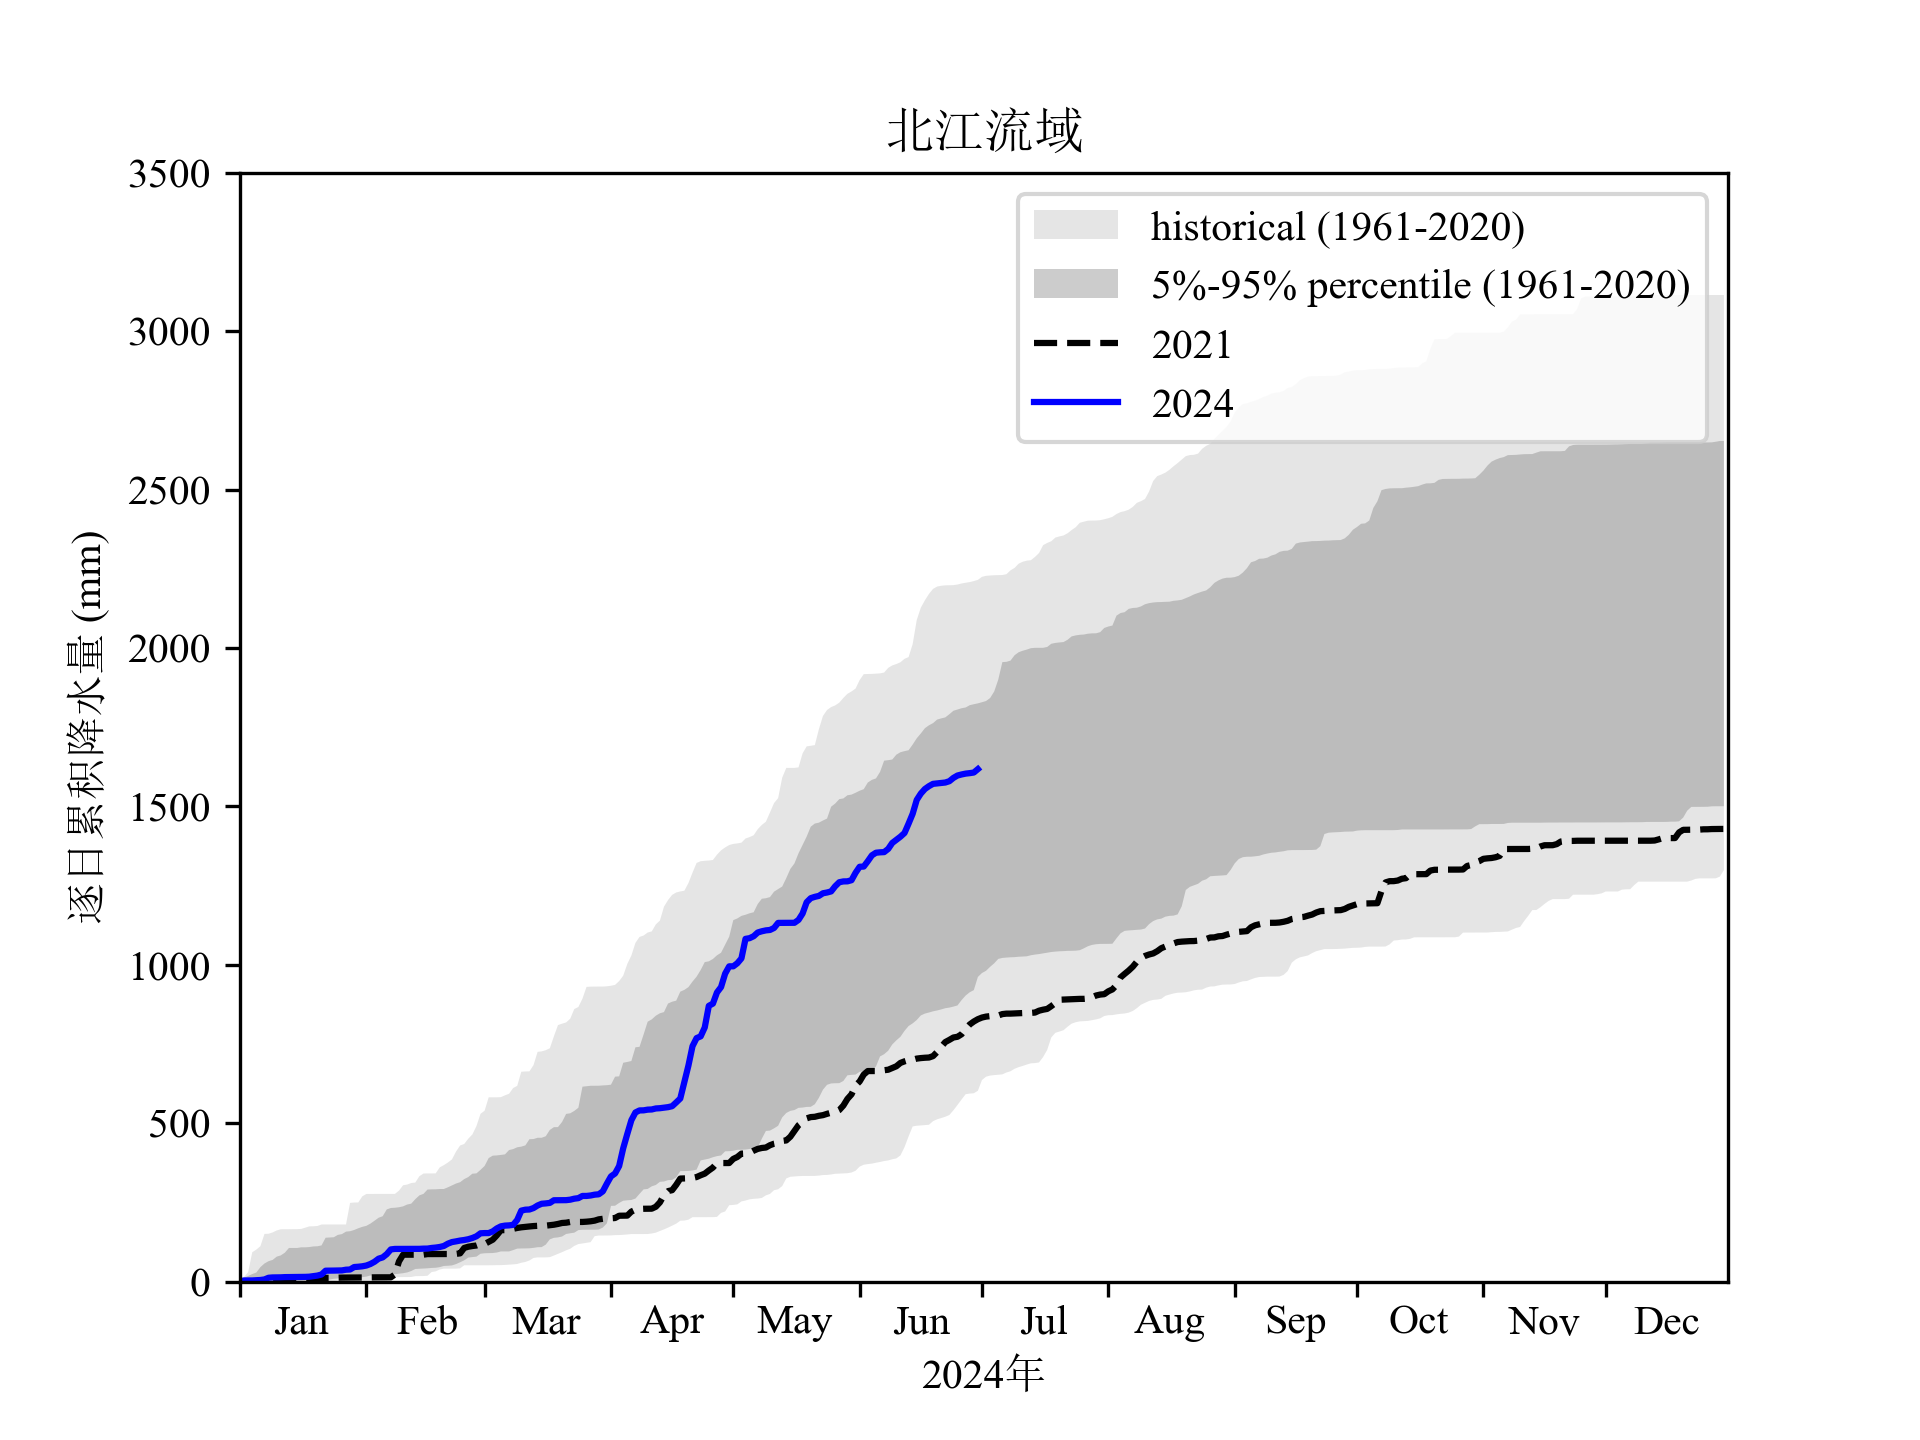 北江流域
3500
3000
2500
2000
1500
1000
500
0
逐日累积降水量 (mm)
historical (1961-2020)
5%-95% percentile (1961-2020)
2021
2024
Jan Feb Mar Apr May Jun Jul Aug Sep Oct Nov Dec
2024年